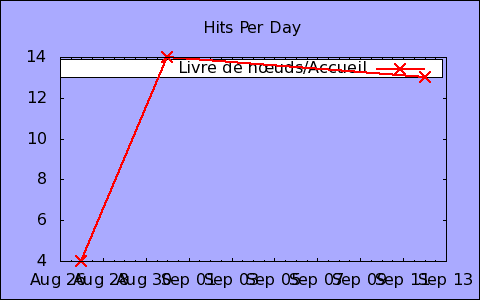 Hits Per Day
14
Livre de nœuds/Accueil
12
10
8
6
4
Aug 26 Aug 28 Aug 30 Sep 01 Sep 03 Sep 05 Sep 07 Sep 09 Sep 11 Sep 13